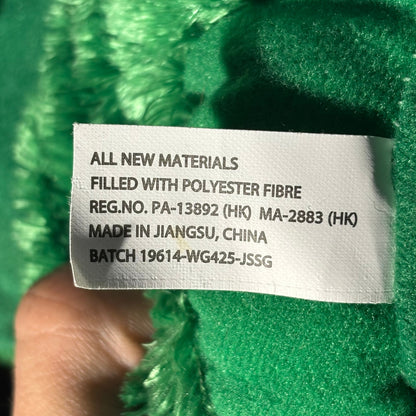 ALL NEW MATERIALS
FILLED WITH POLYESTER FIBRE
REG.NO. PA-13892 (HK) MA-2883 (HK)
MADE IN JIANGSU, CHINA
BATCH 19614-WG425-JSSG